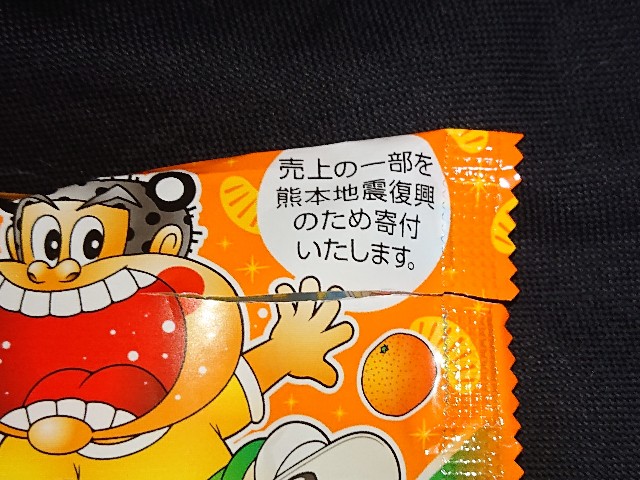 売上の一部を
熊本地震復興
のため寄付
いたします。